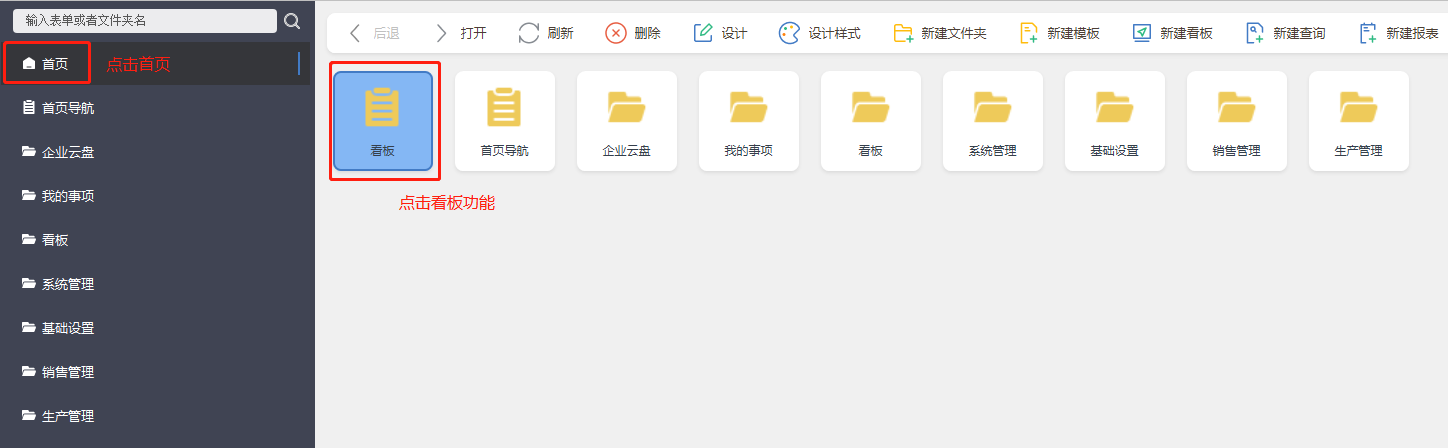 输入表单或者文件夹名
首页
点击首页
首页导航
企业云盘
我的事项
看板
系统管理
基础设置
销售管理
生产管理
后退 打开 刷新 删除 设计 设计样式 新建文件夹 新建模板 新建看板 新建查询 新建报表
看板 首页导航 企业云盘 我的事项 看板 系统管理 基础设置 销售管理 生产管理
点击看板功能